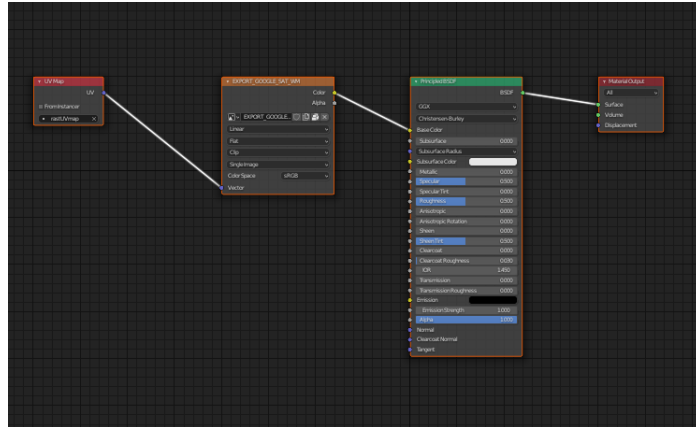 UV Map
UV
From Instancer
rastUVmap
EXPORT_GOOGLE_SAT_WM
Color
Alpha
EXPORT_GOOGLE...
Linear
Flat
Clip
Single Image
Color Space sRGB
Vector
Principled BSDF
BSDF
GGX
Christensen-Burley
Base Color
Subsurface 0.000
Subsurface Radius
Subsurface Color
Metallic 0.000
Specular 0.500
Specular Tint 0.000
Roughness 0.500
Anisotropic 0.000
Anisotropic Rotation 0.000
Sheen 0.000
Sheen Tint 0.500
Clearcoat 0.000
Clearcoat Roughness 0.030
IOR 1.450
Transmission 0.000
Transmission Roughness 0.000
Emission
Emission Strength 1.000
Alpha 1.000
Normal
Clearcoat Normal
Tangent
Material Output
All
Surface
Volume
Displacement